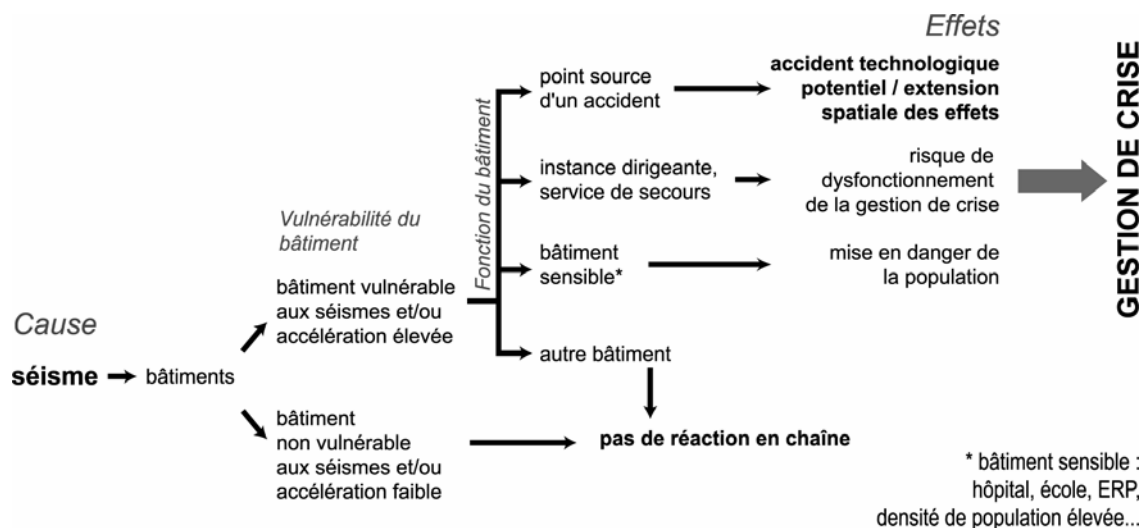 Effets
accident technologique
potentiel / extension
spatiale des effets
point source
d'un accident
Fonction du bâtiment
instance dirigeante,
service de secours
risque de
dysfonctionnement
de la gestion de crise
GESTION DE CRISE
Vulnérabilité du
bâtiment
bâtiment
sensible*
mise en danger de
la population
bâtiment vulnérable
aux séismes et/ou
accélération élevée
Cause
séisme
bâtiments
autre bâtiment
bâtiment
non vulnérable
aux séismes et/ou
accélération faible
pas de réaction en chaîne
* bâtiment sensible :
hôpital, école, ERP,
densité de population élevée...